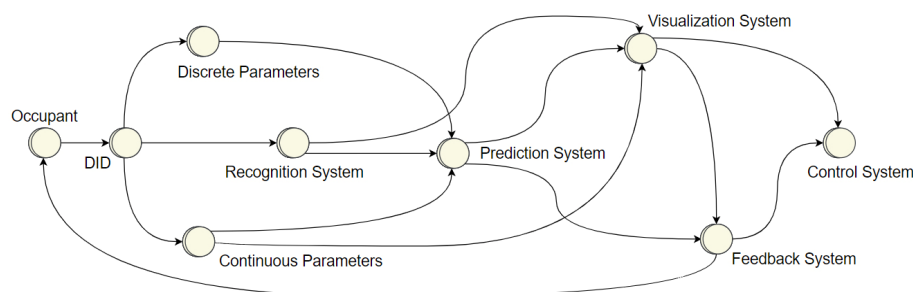 Visualization System
Discrete Parameters
Occupant
DID
Recognition System
Prediction System
Control System
Continuous Parameters
Feedback System